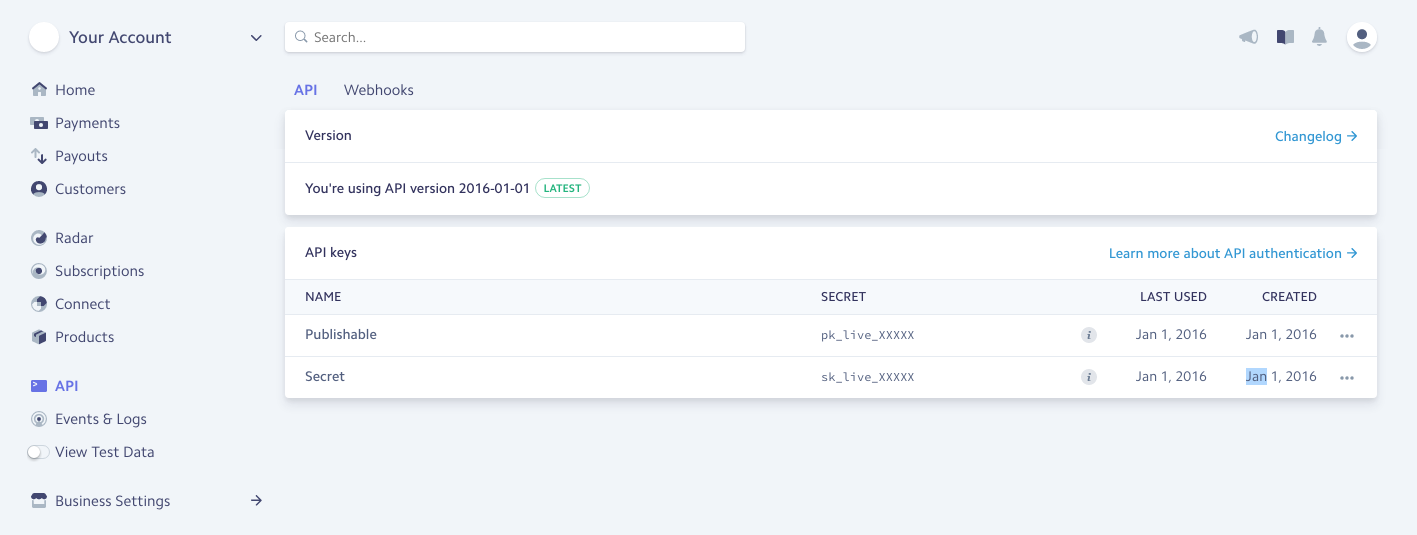 Your Account
Search...
Home
Payments
Payouts
Customers
Radar
Subscriptions
Connect
Products
API
Events & Logs
View Test Data
Business Settings
API Webhooks
Version Changelog →
You're using API version 2016-01-01 LATEST
API keys Learn more about API authentication →
NAME SECRET LAST USED CREATED
Publishable pk_live_XXXXX i Jan 1, 2016 Jan 1, 2016
Secret sk_live_XXXXX i Jan 1, 2016 Jan 1, 2016